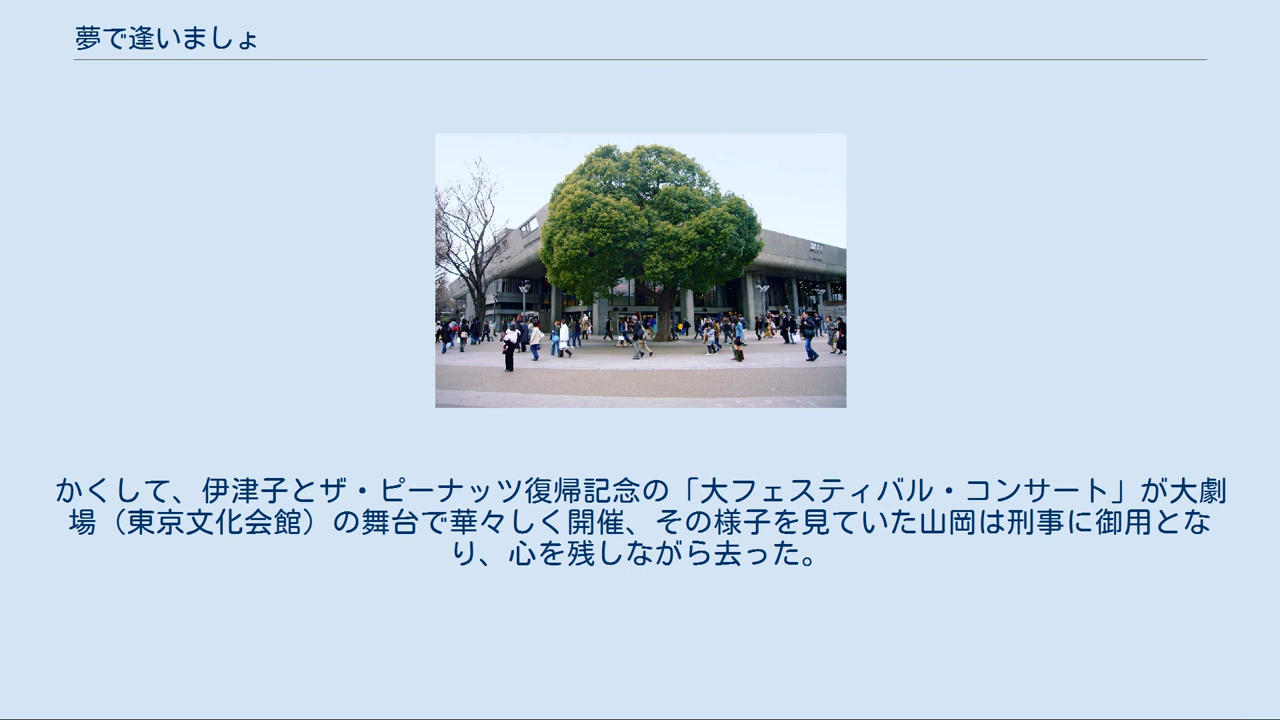 夢で逢いましょ
かくして、伊津子とザ・ピーナッツ復帰記念の「大フェスティバル・コンサート」が大劇
場（東京文化会館）の舞台で華々しく開催、その様子を見ていた山岡は刑事に御用とな
り、心を残しながら去った。